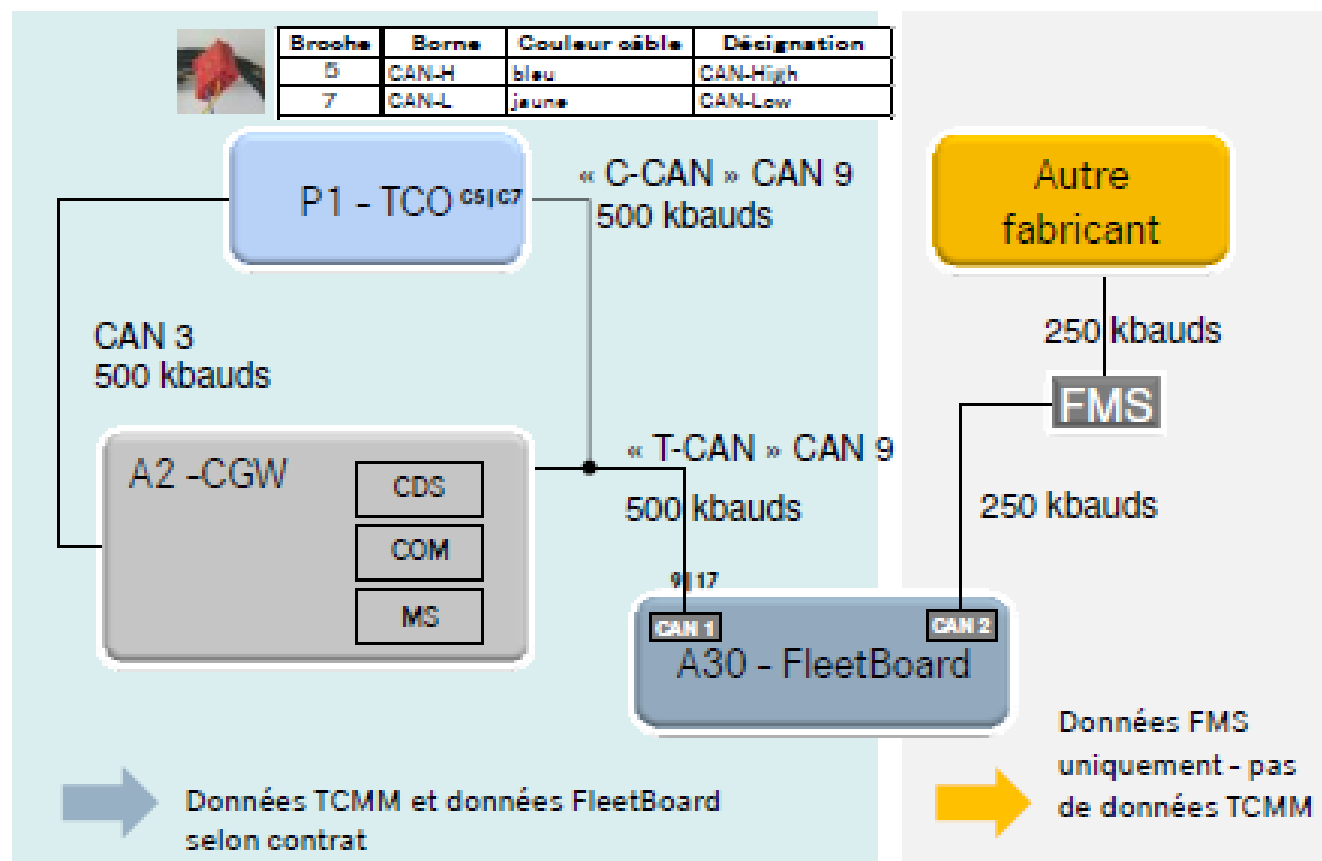 Broche Borne Couleur câble Désignation
5 CAN-H bleu CAN-High
7 CAN-L jaune CAN-Low
P1 - TCO C5|C7
« C-CAN » CAN 9
500 kbauds
Autre
fabricant
CAN 3
500 kbauds
250 kbauds
FMS
A2 -CGW
CDS
COM
MS
« T-CAN » CAN 9
500 kbauds
250 kbauds
9|17
CAN 1
CAN 2
A30 - FleetBoard
Données FMS
uniquement - pas
de données TCMM
Données TCMM et données FleetBoard
selon contrat